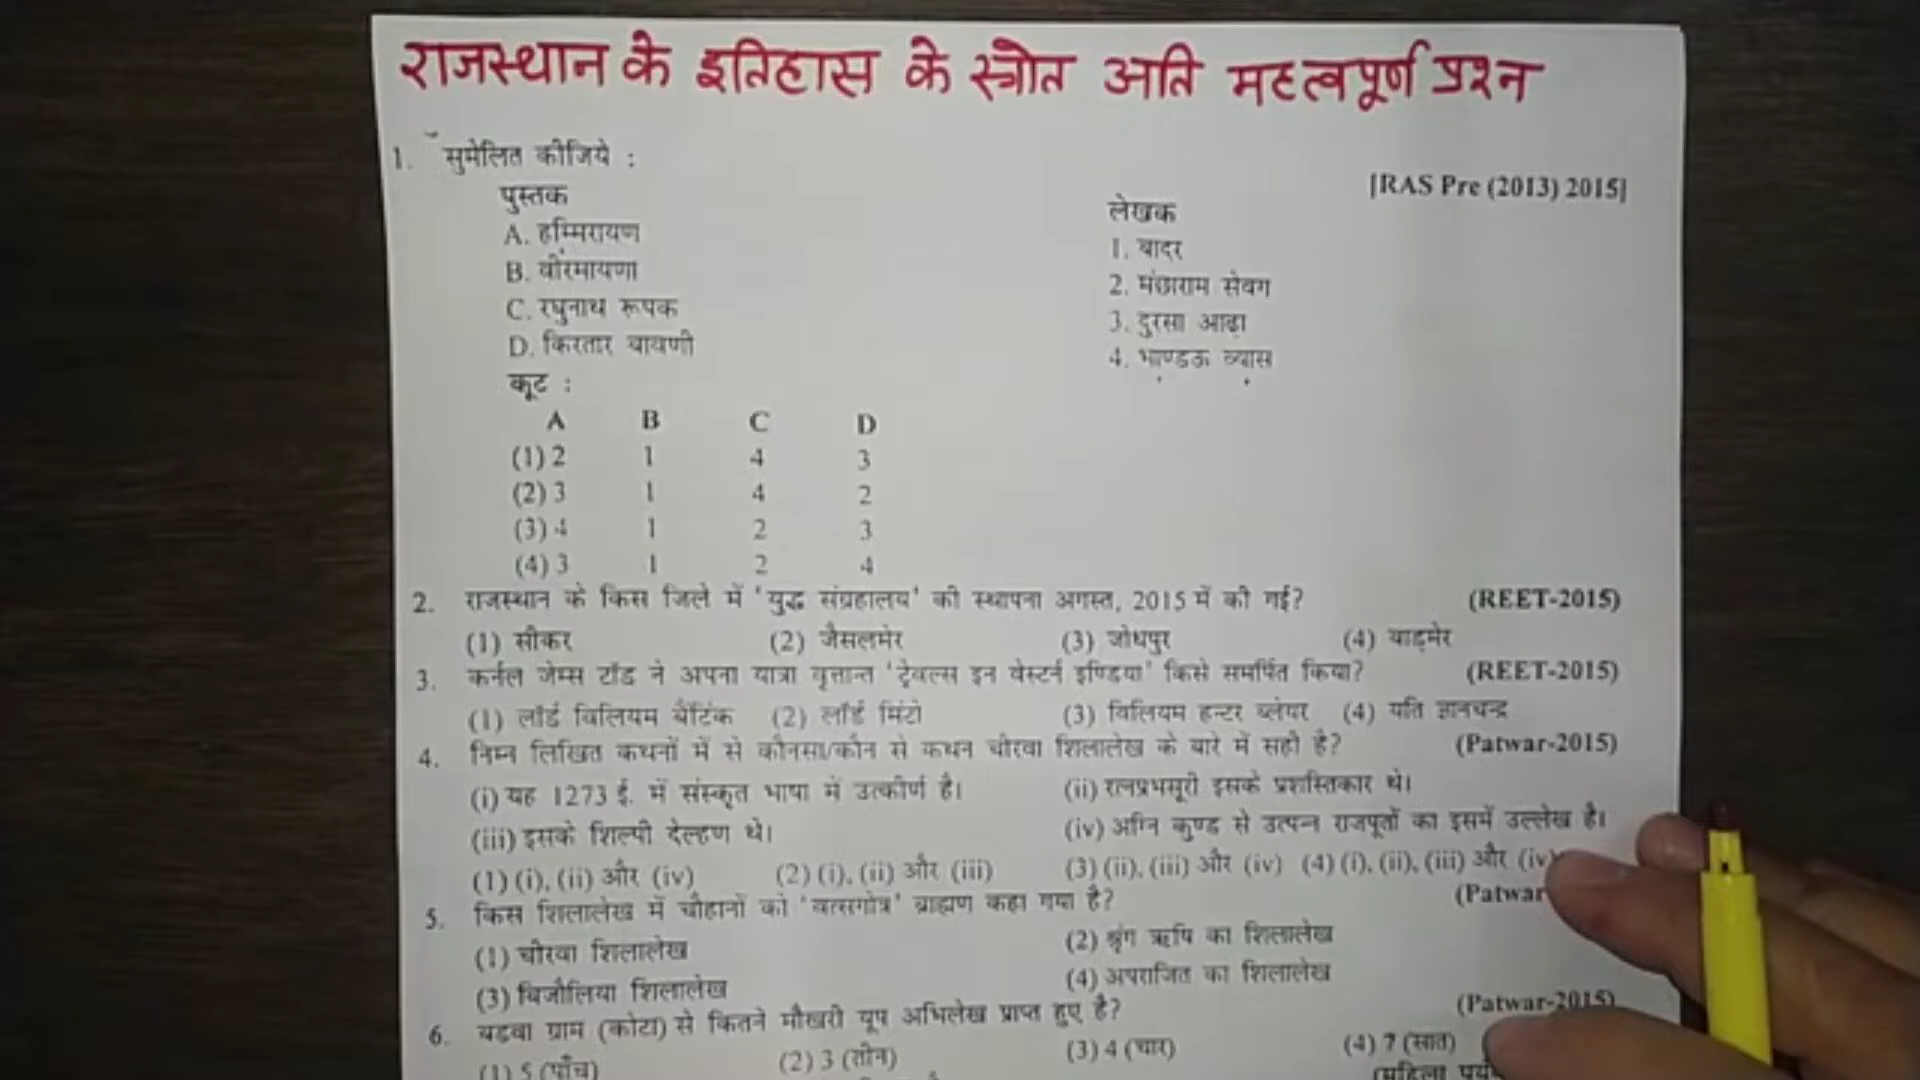 राजस्थान के इतिहास के स्त्रोत अति महत्वपूर्ण प्रश्न
1. सुमेलित कीजिये :
[RAS Pre (2013) 2015]
पुस्तक लेखक
A. हम्मिरायण 1. बादर
B. वीरमायणा 2. मंछाराम सेवग
C. रघुनाथ रूपक 3. दुरसा आढ़ा
D. किरतार बावणी 4. भाण्डऊ व्यास
कूट :
A B C D
(1) 2 1 4 3
(2) 3 1 4 2
(3) 4 1 2 3
(4) 3 1 2 4
2. राजस्थान के किस जिले में 'युद्ध संग्रहालय' की स्थापना अगस्त, 2015 में की गई? (REET-2015)
(1) सीकर (2) जैसलमेर (3) जोधपुर (4) बाड़मेर
3. कर्नल जेम्स टॉड ने अपना यात्रा वृत्तान्त 'ट्रेवल्स इन वेस्टर्न इण्डिया' किसे समर्पित किया? (REET-2015)
(1) लॉर्ड विलियम बैंटिंक (2) लॉर्ड मिंटो (3) विलियम हन्टर ब्लेयर (4) यति ज्ञानचन्द्र
4. निम्न लिखित कथनों में से कौनसा/कौन से कथन चीरवा शिलालेख के बारे में सही है? (Patwar-2015)
(i) यह 1273 ई. में संस्कृत भाषा में उत्कीर्ण है। (ii) रत्नप्रभसूरी इसके प्रशस्तिकार थे।
(iii) इसके शिल्पी देल्हण थे। (iv) अग्नि कुण्ड से उत्पन्न राजपूतों का इसमें उल्लेख है।
(1) (i), (ii) और (iv) (2) (i), (ii) और (iii) (3) (ii), (iii) और (iv) (4) (i), (ii), (iii) और (iv)
5. किस शिलालेख में चौहानों को 'वत्सगोत्र' ब्राह्मण कहा गया है? (Patwar
(1) चीरवा शिलालेख (2) श्रृंग ऋषि का शिलालेख
(3) बिजौलिया शिलालेख (4) अपराजित का शिलालेख
6. बडवा ग्राम (कोटा) से कितने मौखरी यूप अभिलेख प्राप्त हुए है? (Patwar-2015)
(1) 5 (पाँच) (2) 3 (तीन) (3) 4 (चार) (4) 7 (सात)